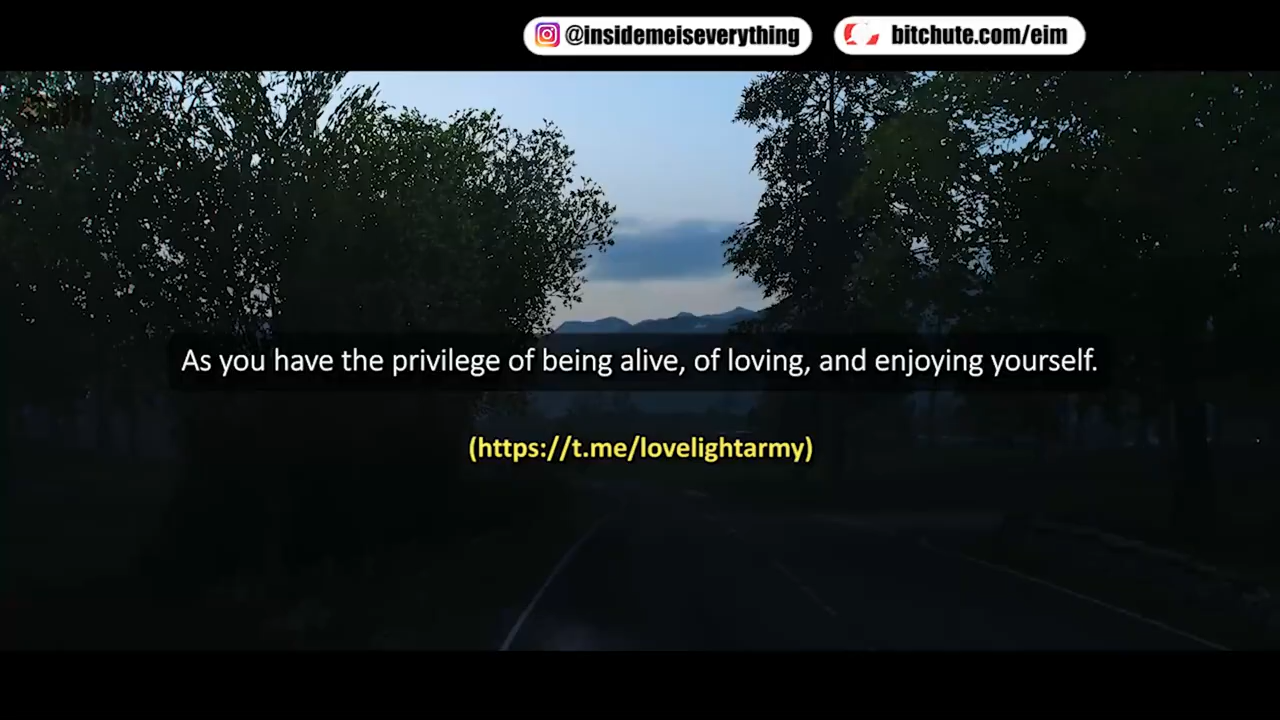 @insidemeiseverything
bitchute.com/eim
As you have the privilege of being alive, of loving, and enjoying yourself.
(https://t.me/lovelightarmy)